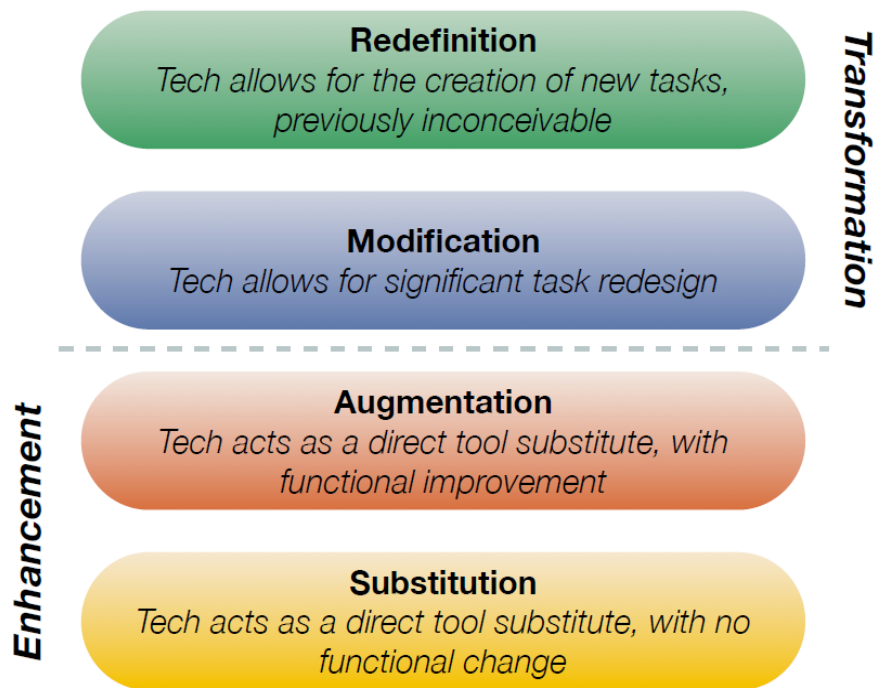 Redefinition
Tech allows for the creation of new tasks,
previously inconceivable
Modification
Tech allows for significant task redesign
Transformation
Augmentation
Tech acts as a direct tool substitute, with
functional improvement
Substitution
Tech acts as a direct tool substitute, with no
functional change
Enhancement